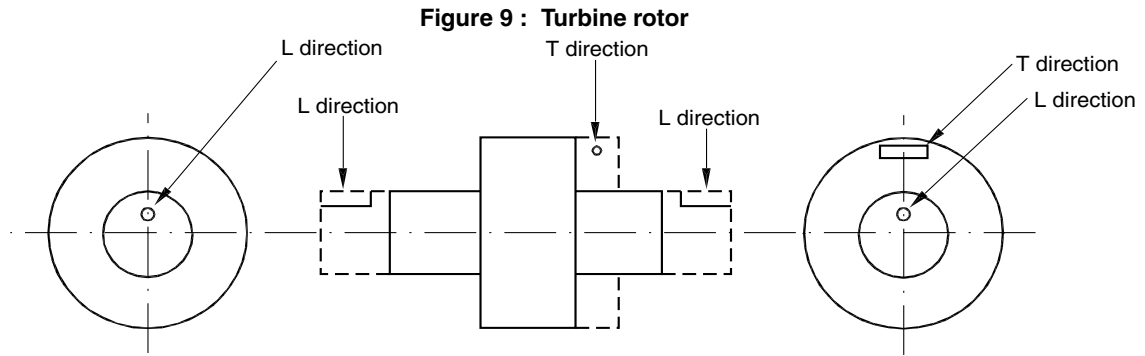 Figure 9 : Turbine rotor
L direction
T direction
L direction
L direction
T direction
L direction